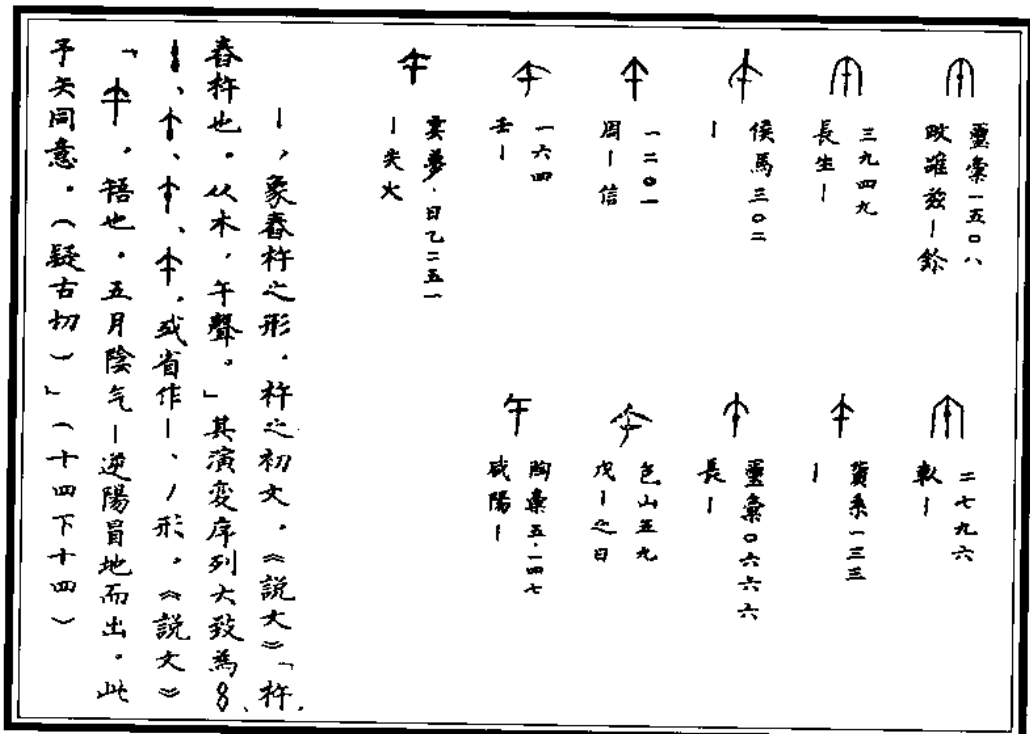 璽彙一五〇八
㪂䧹茲丨鉨
二七九六
軑丨
三九四九
長生丨
貨系一三三
丨
侯馬三〇二
丨
璽彙〇六六六
長丨
一二〇一
周丨信
包山五九
戊丨之日
一六四
壬丨
陶彙五·一四七
咸陽丨
雲夢·日乙二五一
丨失火
丨，象舂杵之形，杵之初文。《說文》「杵，
舂杵也。从木，午聲。」其演變序列大致爲8、
、、、、或省作丨、丿形。《說文》
「，牾也。五月陰气丨逆陽冒地而出。此
予矢同意。（疑古切）」（十四下十四）